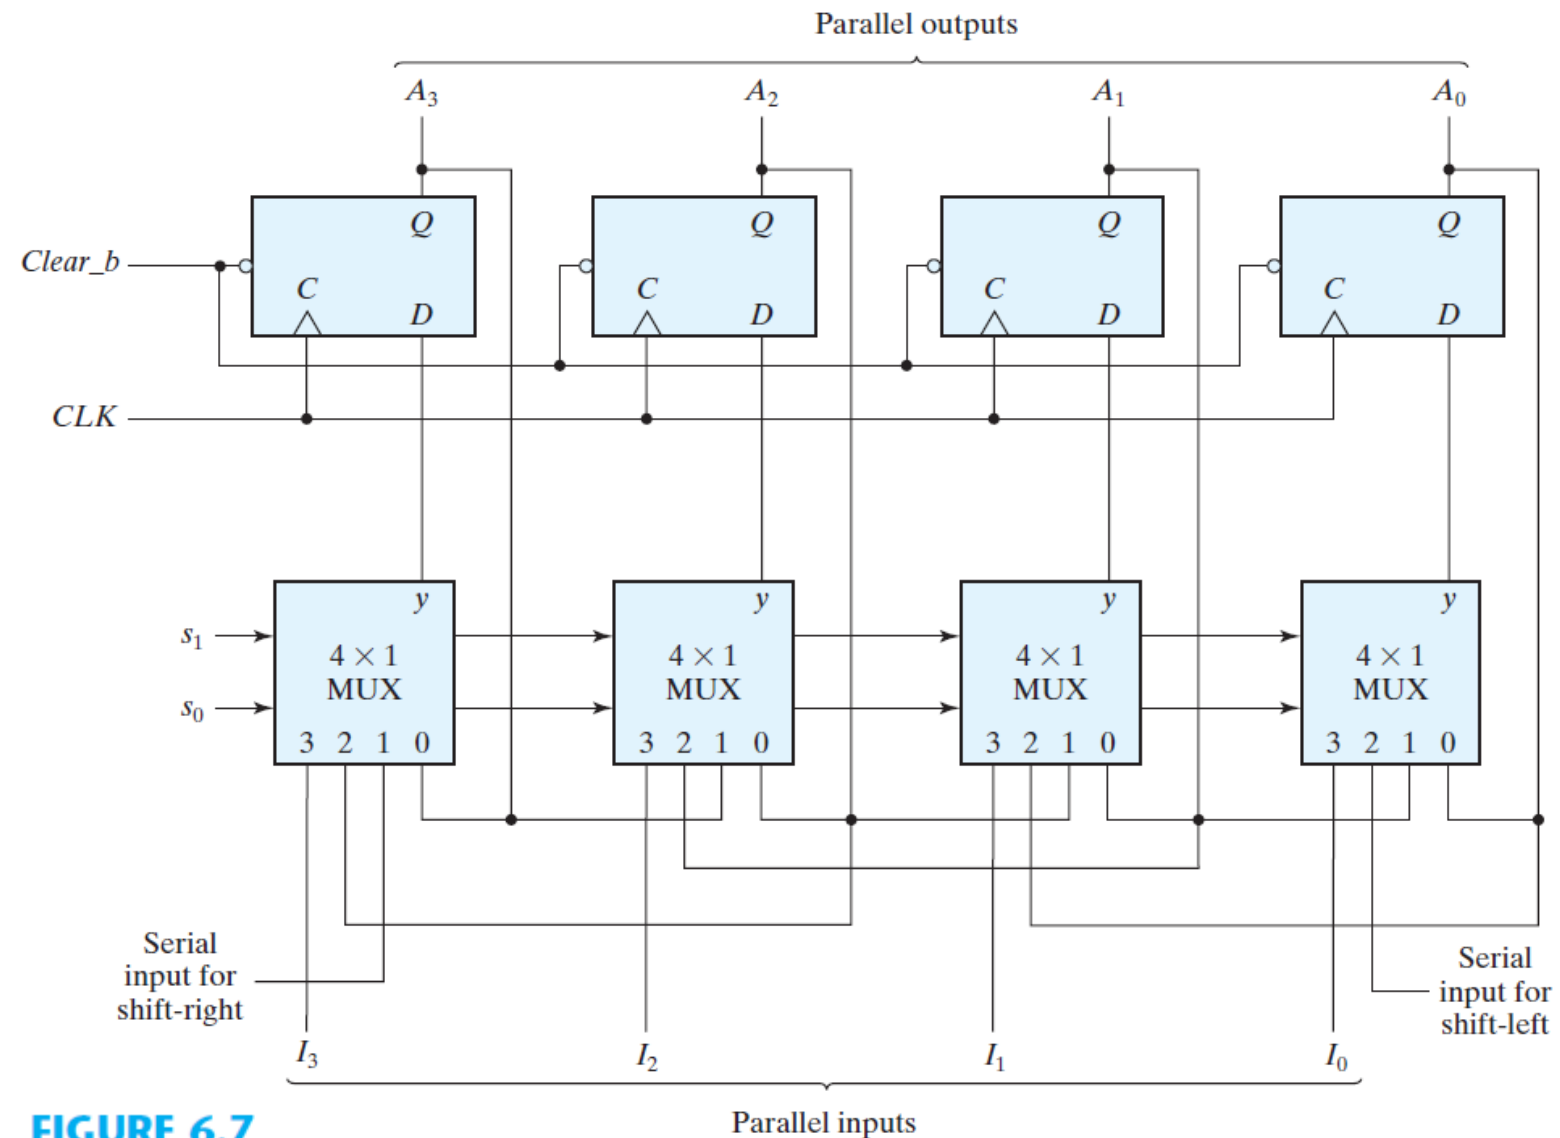 Parallel outputs
A₃ A₂ A₁ A₀
Q Q Q Q
Clear_b
C C C C
D D D D
CLK
y y y y
s₁
4 × 1 4 × 1 4 × 1 4 × 1
MUX MUX MUX MUX
s₀
3 2 1 0 3 2 1 0 3 2 1 0 3 2 1 0
Serial
input for
shift-right
Serial
input for
shift-left
I₃ I₂ I₁ I₀
Parallel inputs
FIGURE 6.7